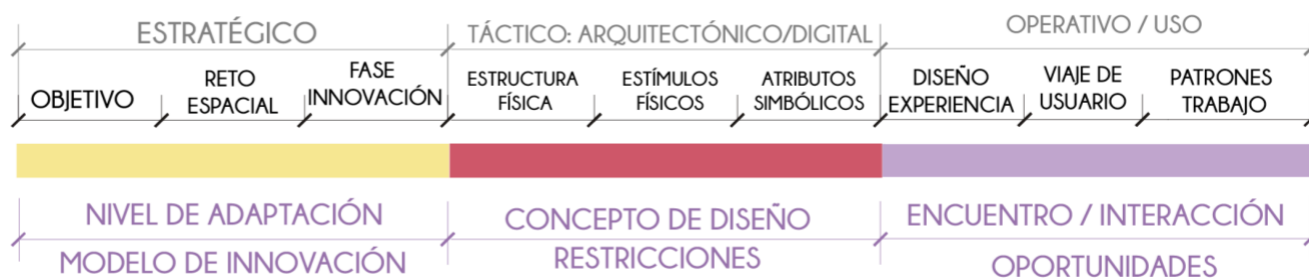 ESTRATÉGICO
TÁCTICO: ARQUITECTÓNICO/DIGITAL
OPERATIVO / USO
OBJETIVO
RETO
ESPACIAL
FASE
INNOVACIÓN
ESTRUCTURA
FÍSICA
ESTÍMULOS
FÍSICOS
ATRIBUTOS
SIMBÓLICOS
DISEÑO
EXPERIENCIA
VIAJE DE
USUARIO
PATRONES
TRABAJO
NIVEL DE ADAPTACIÓN
MODELO DE INNOVACIÓN
CONCEPTO DE DISEÑO
RESTRICCIONES
ENCUENTRO / INTERACCIÓN
OPORTUNIDADES